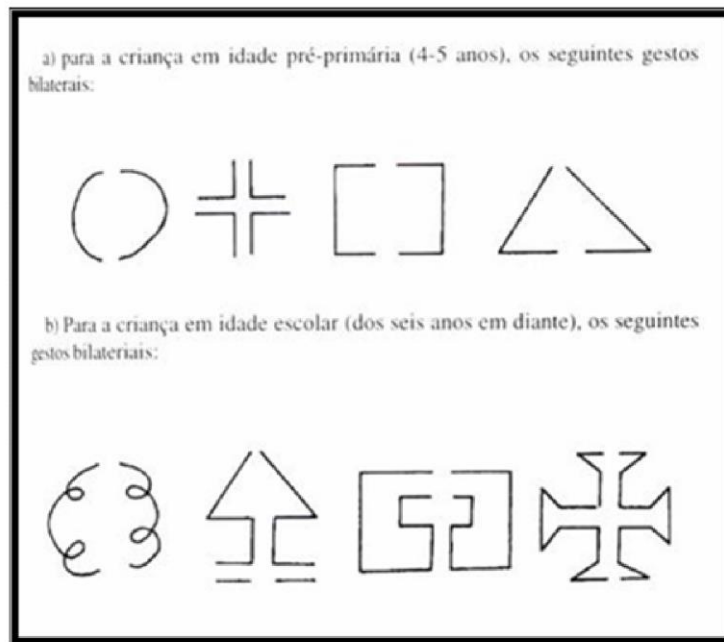 a) para a criança em idade pré-primária (4-5 anos), os seguintes gestos
bilaterais:
b) Para a criança em idade escolar (dos seis anos em diante), os seguintes
gestos bilateriais: